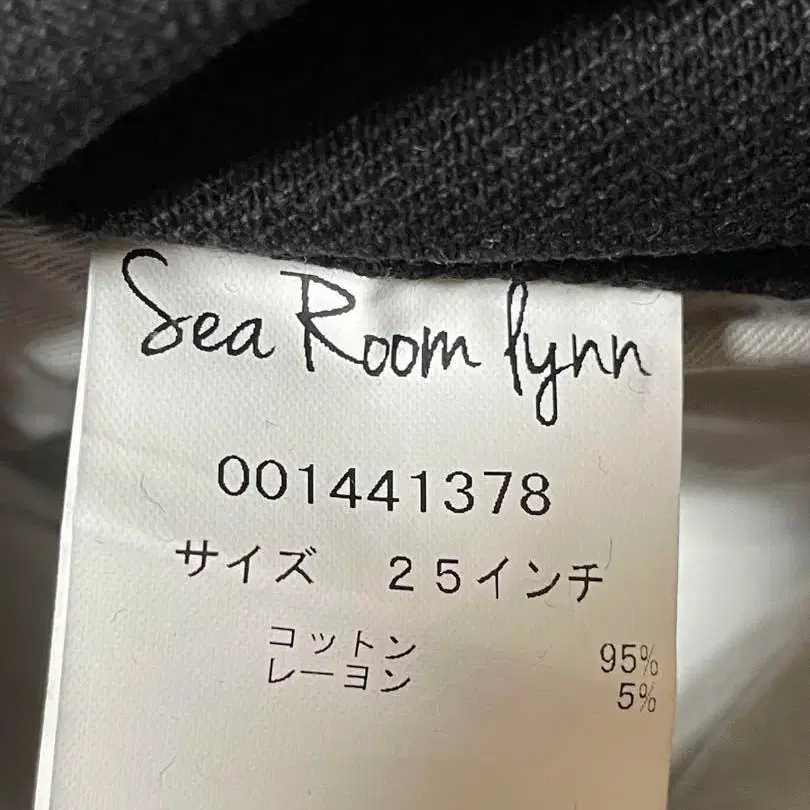 Sea Room lynn
001441378
サイズ 25インチ
コットン 95%
レーヨン 5%